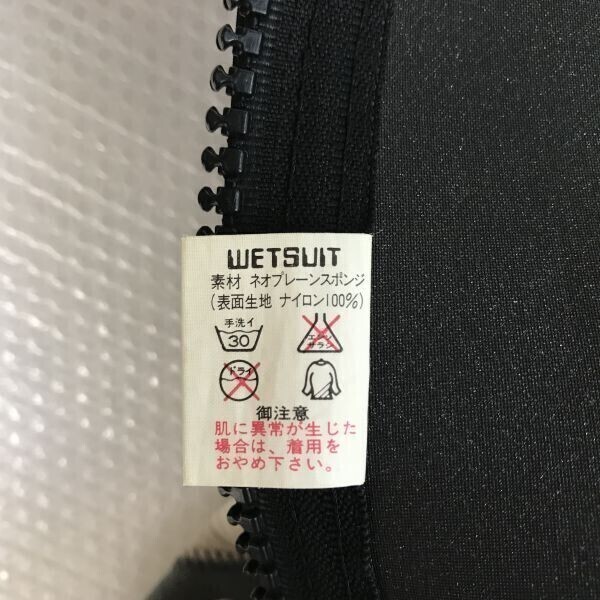 WETSUIT
素材 ネオプレーンスポンジ
(表面生地 ナイロン100%)
手洗イ
30
エンソ
サラシ
ドライ
御注意
肌に異常が生じた
場合は、着用を
おやめ下さい。